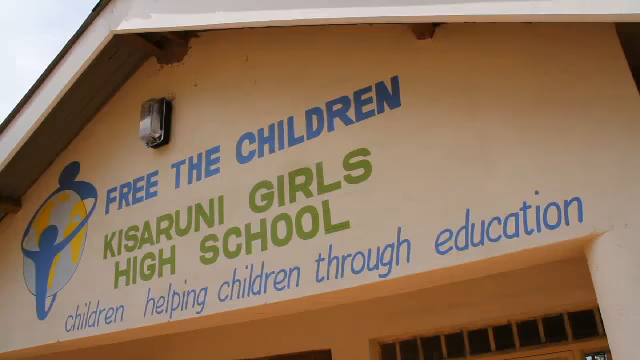 FREE THE CHILDREN
KISARUNI GIRLS
HIGH SCHOOL
children helping children through education